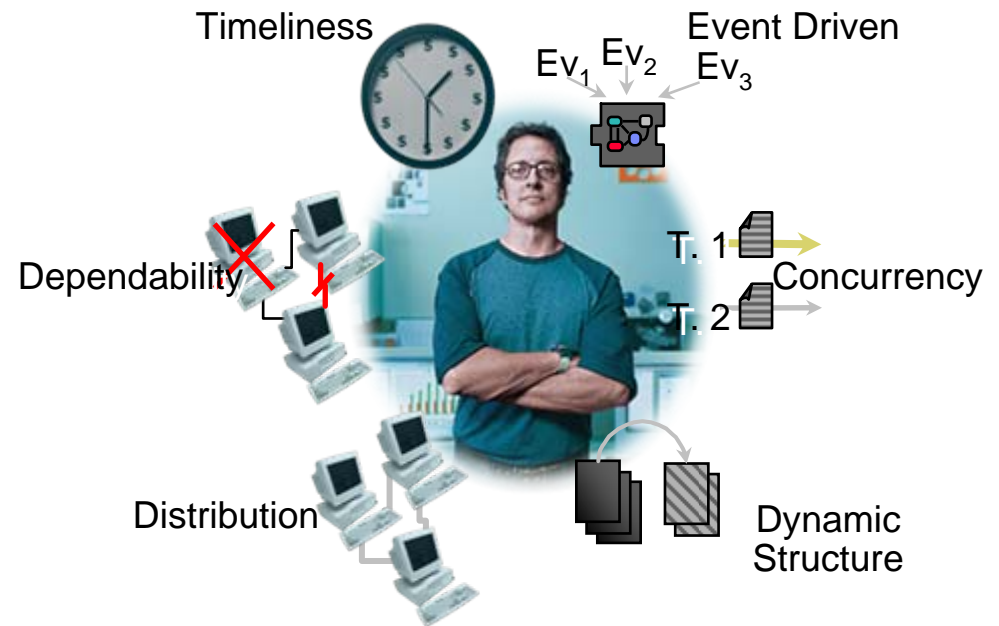 Timeliness
Event Driven
Ev1 Ev2 Ev3
Dependability
T. 1
Concurrency
T. 2
Distribution
Dynamic
Structure